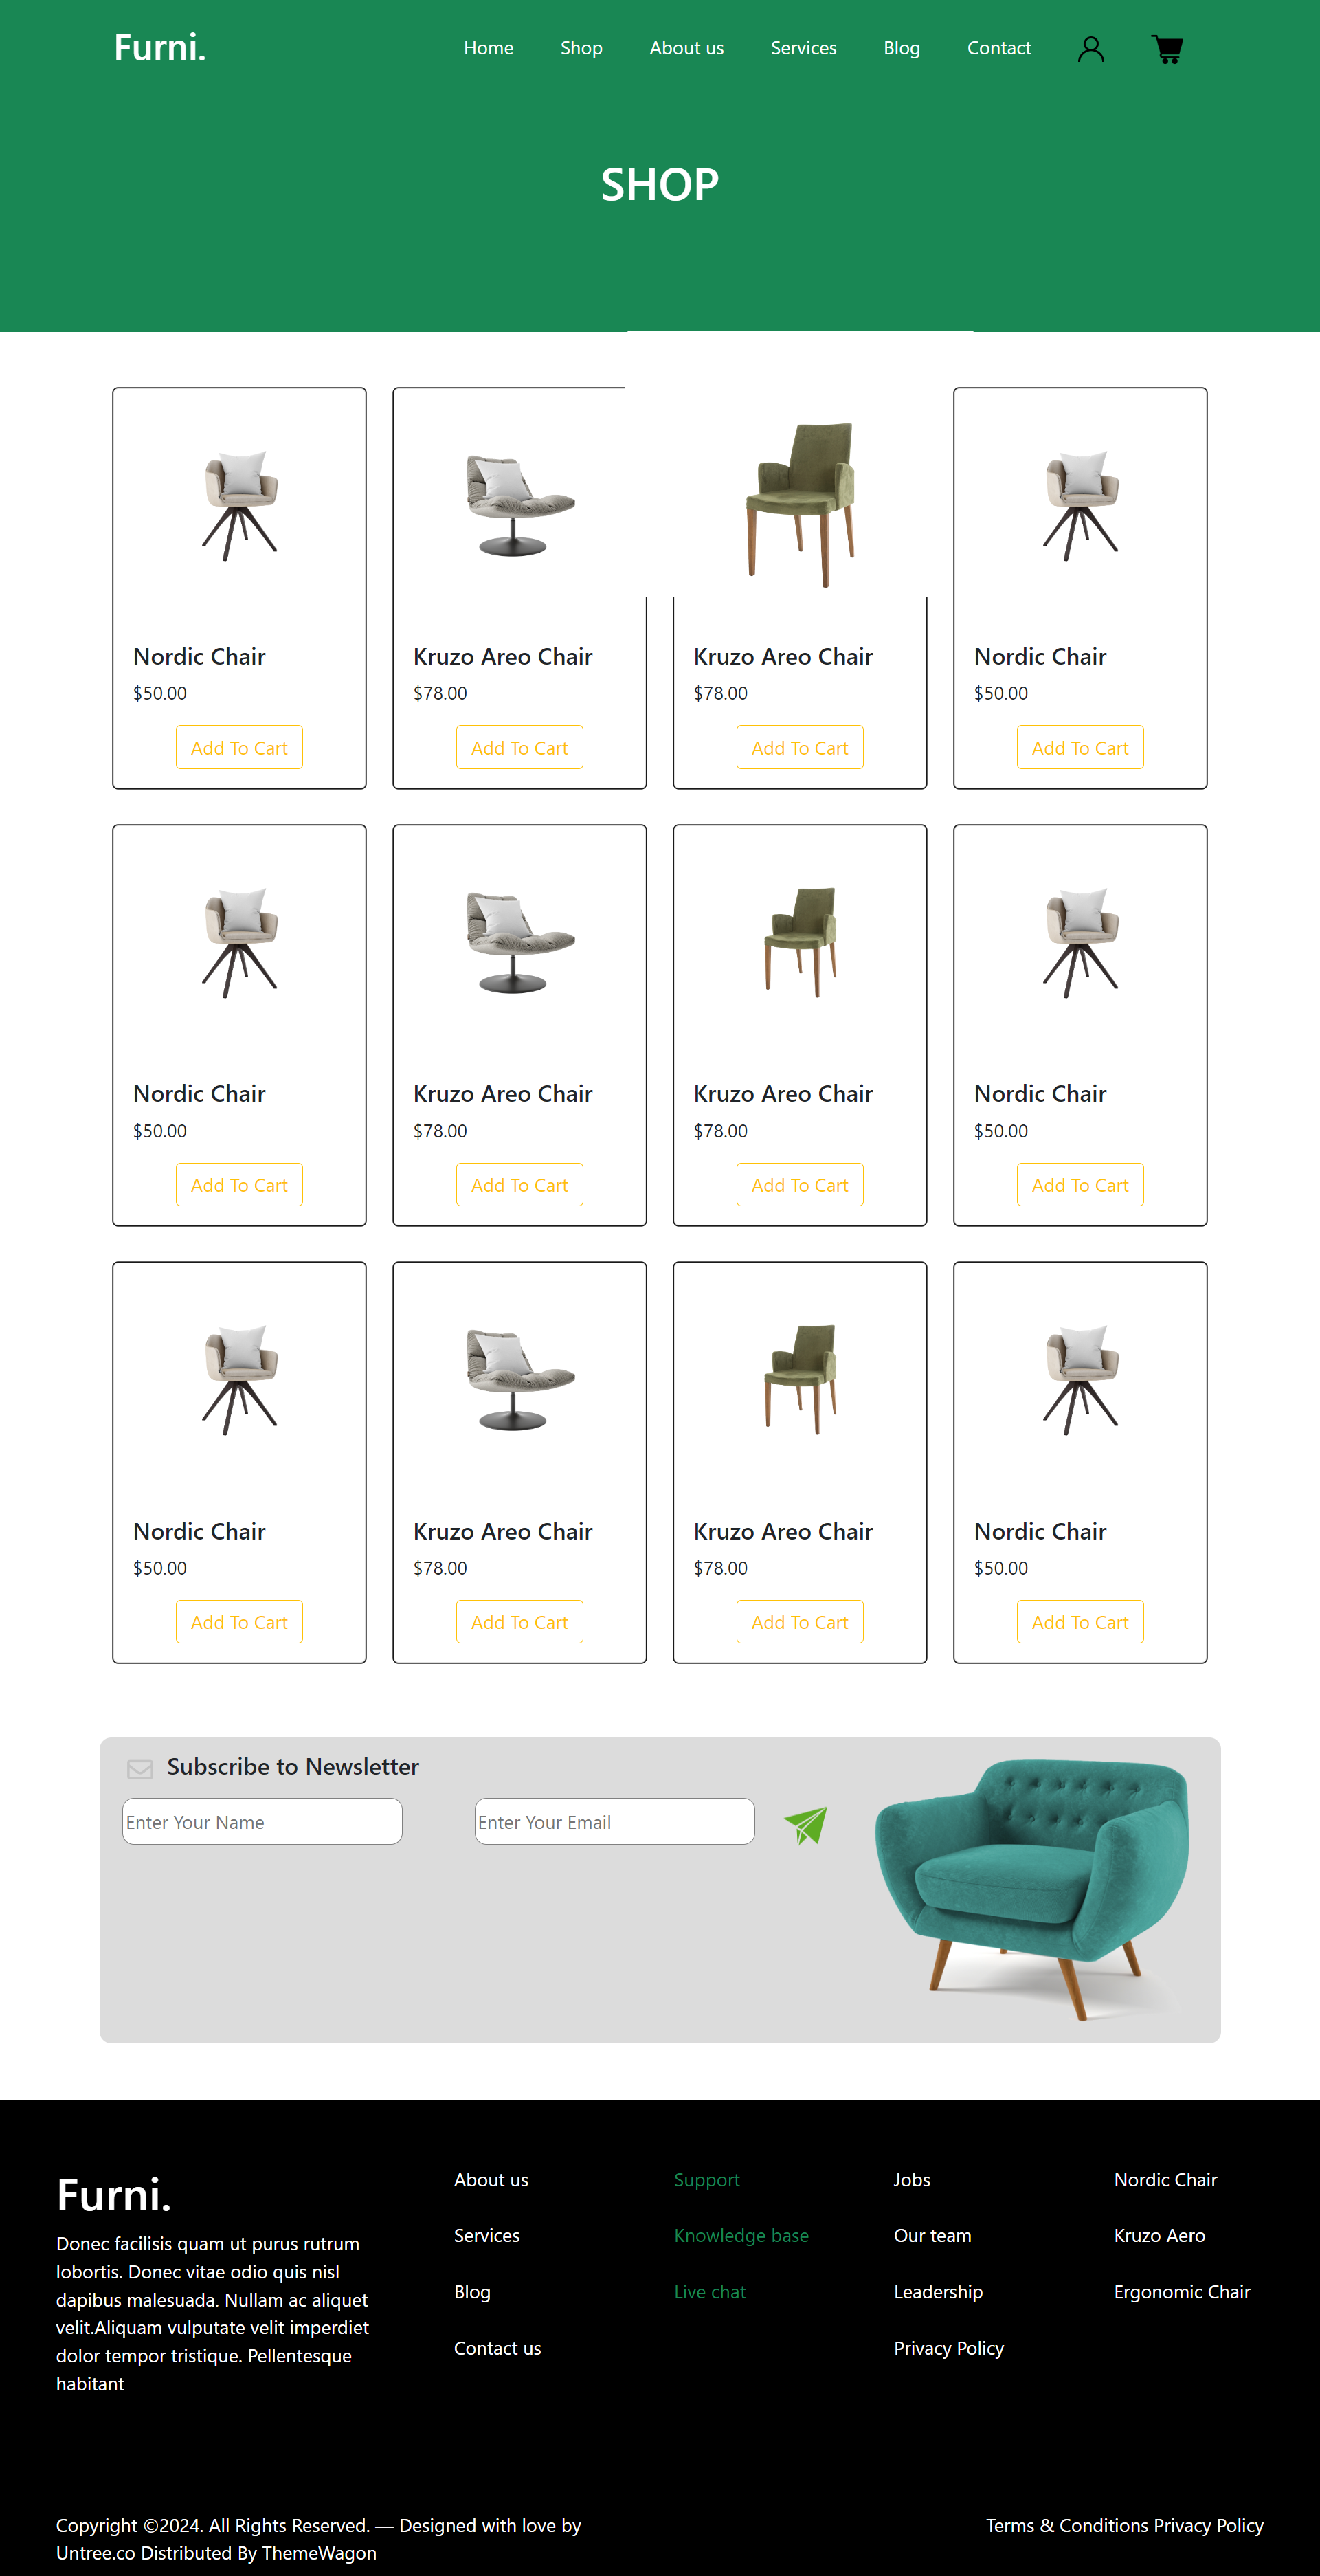 Furni.
Home Shop About us Services Blog Contact
SHOP
Nordic Chair
$50.00
Add To Cart
Kruzo Areo Chair
$78.00
Add To Cart
Kruzo Areo Chair
$78.00
Add To Cart
Nordic Chair
$50.00
Add To Cart
Nordic Chair
$50.00
Add To Cart
Kruzo Areo Chair
$78.00
Add To Cart
Kruzo Areo Chair
$78.00
Add To Cart
Nordic Chair
$50.00
Add To Cart
Nordic Chair
$50.00
Add To Cart
Kruzo Areo Chair
$78.00
Add To Cart
Kruzo Areo Chair
$78.00
Add To Cart
Nordic Chair
$50.00
Add To Cart
Subscribe to Newsletter
Enter Your Name
Enter Your Email
Furni.
Donec facilisis quam ut purus rutrum
lobortis. Donec vitae odio quis nisl
dapibus malesuada. Nullam ac aliquet
velit.Aliquam vulputate velit imperdiet
dolor tempor tristique. Pellentesque
habitant
About us
Services
Blog
Contact us
Support
Knowledge base
Live chat
Jobs
Our team
Leadership
Privacy Policy
Nordic Chair
Kruzo Aero
Ergonomic Chair
Copyright ©2024. All Rights Reserved. — Designed with love by
Untree.co Distributed By ThemeWagon
Terms & Conditions Privacy Policy